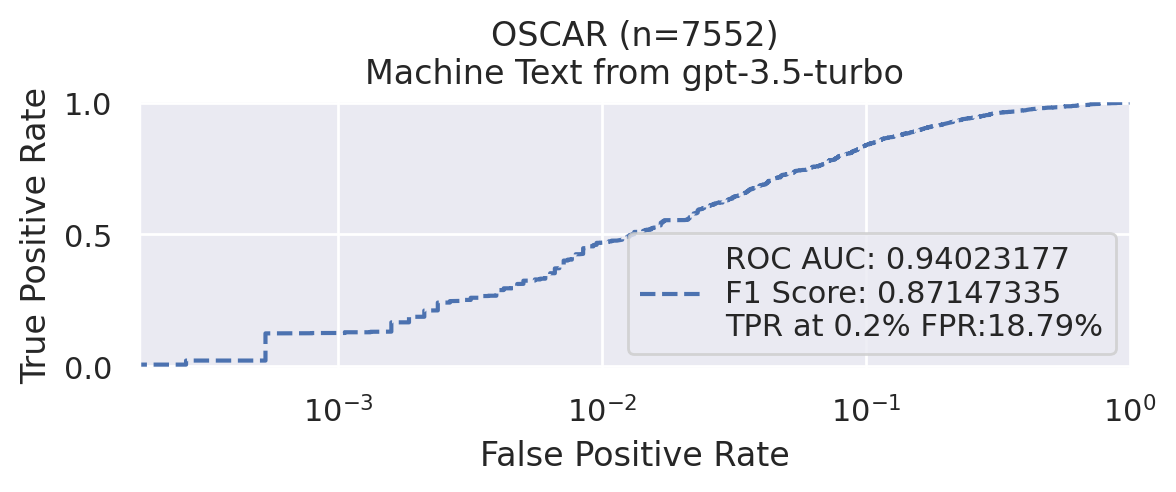 OSCAR (n=7552)
Machine Text from gpt-3.5-turbo
True Positive Rate
1.0
0.5
0.0
ROC AUC: 0.94023177
F1 Score: 0.87147335
TPR at 0.2% FPR:18.79%
10⁻³ 10⁻² 10⁻¹ 10⁰
False Positive Rate